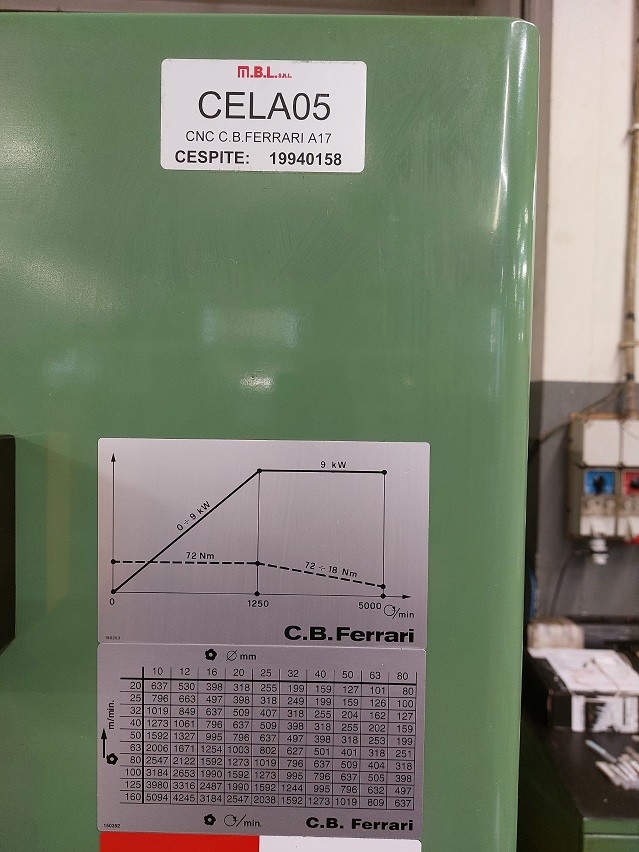 M.B.L. S.R.L.
CELA05
CNC C.B.FERRARI A17
CESPITE: 19940158
9 kW
0 ÷ 9 kW
72 Nm
72 ÷ 18 Nm
0 1250 5000 /min
C.B. Ferrari
Ø mm
10 12 16 20 25 32 40 50 63 80
20 637 530 398 318 255 199 159 127 101 80
25 796 663 497 398 318 249 199 159 126 100
32 1019 849 637 509 407 318 255 204 162 127
40 1273 1061 796 637 509 398 318 255 202 159
50 1592 1327 995 796 637 497 398 318 253 199
63 2006 1671 1254 1003 802 627 501 401 318 251
80 2547 2122 1592 1273 1019 796 637 509 404 318
100 3184 2653 1990 1592 1273 995 796 637 505 398
125 3980 3316 2487 1990 1592 1244 995 796 632 497
160 5094 4245 3184 2547 2038 1592 1273 1019 809 637
m/min.
/min.
150352
C.B. Ferrari